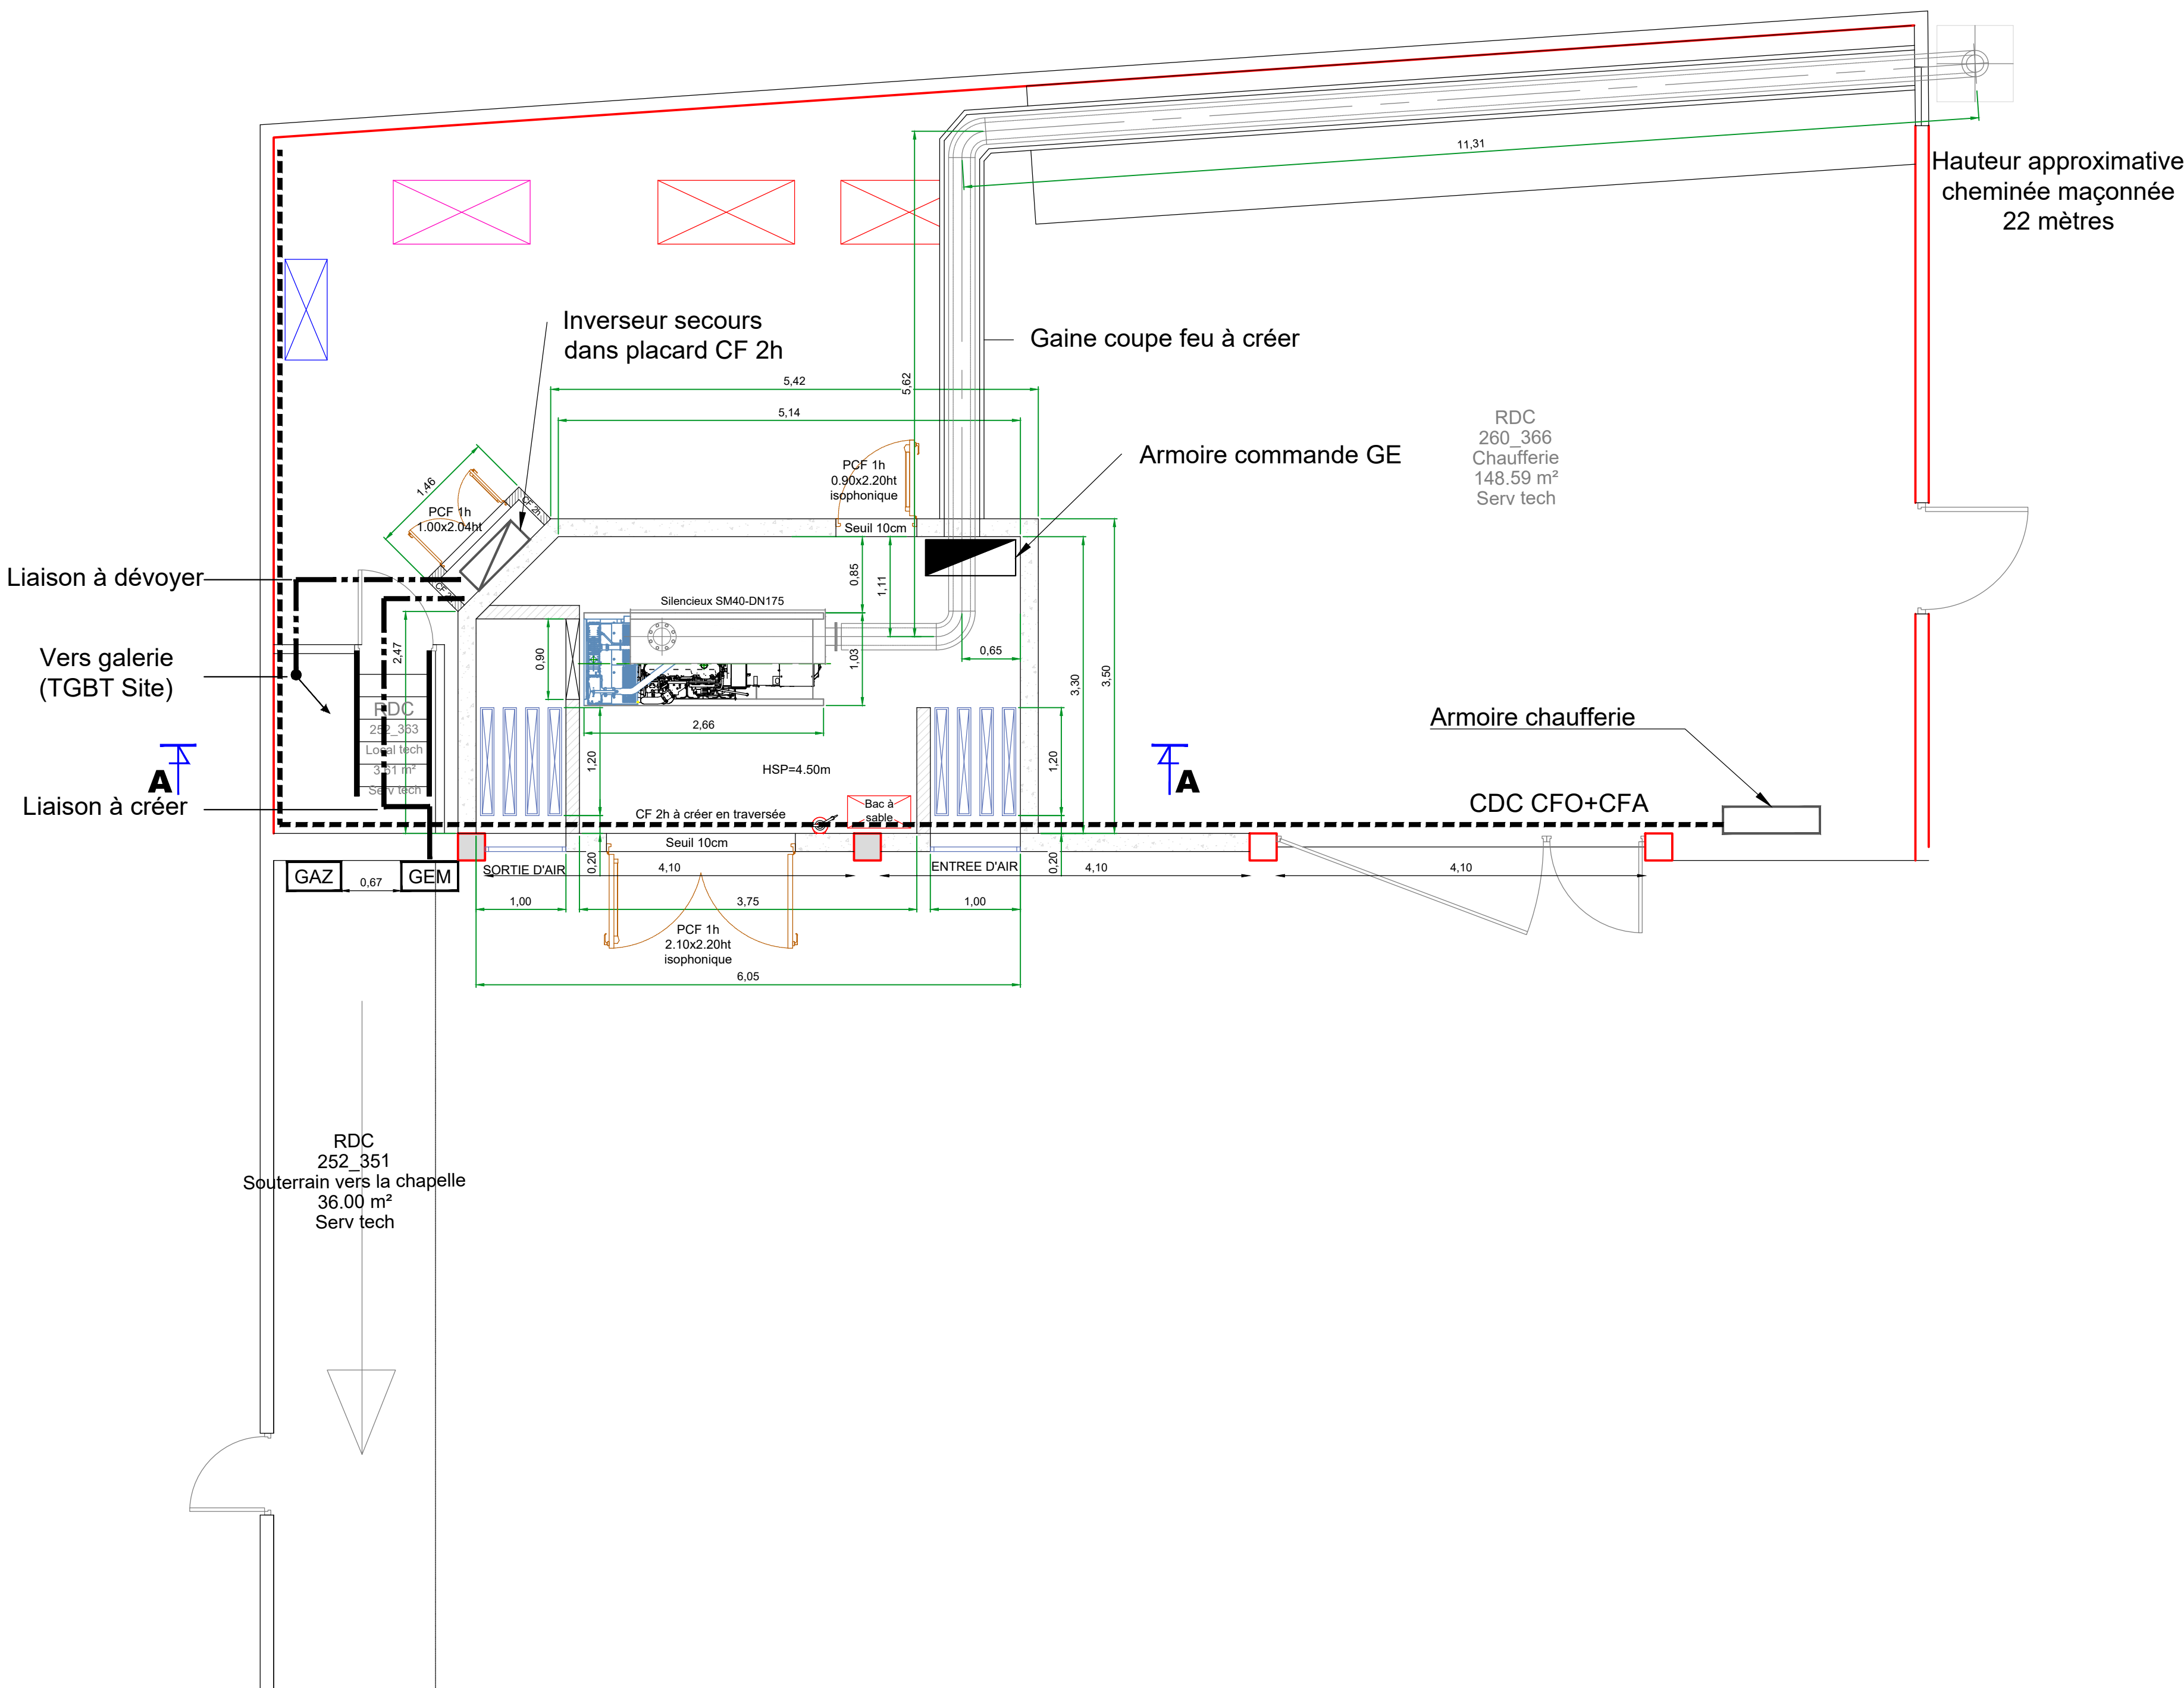 11,31
Hauteur approximative
cheminée maçonnée
22 mètres
Inverseur secours
dans placard CF 2h
Gaine coupe feu à créer
5,42
5,62
5,14
RDC
260_366
Chaufferie
148.59 m²
Serv tech
Armoire commande GE
PCF 1h
0.90x2.20ht
isophonique
1,46
PCF 1h
1.00x2.04ht
CF 2h
Seuil 10cm
Liaison à dévoyer
0,85
1,11
Silencieux SM40-DN175
2,47
0,90
1,03
0,65
3,30
3,50
Vers galerie
(TGBT Site)
RDC
252_363
Local tech
3.61 m²
Serv tech
2,66
Armoire chaufferie
1,20
HSP=4.50m
1,20
A
A
Liaison à créer
CF 2h à créer en traversée
Bac à
sable
CDC CFO+CFA
Seuil 10cm
GAZ
0,67
GEM
SORTIE D'AIR
0,20
4,10
ENTREE D'AIR
0,20
4,10
4,10
1,00
3,75
1,00
PCF 1h
2.10x2.20ht
isophonique
6,05
RDC
252_351
Souterrain vers la chapelle
36.00 m²
Serv tech